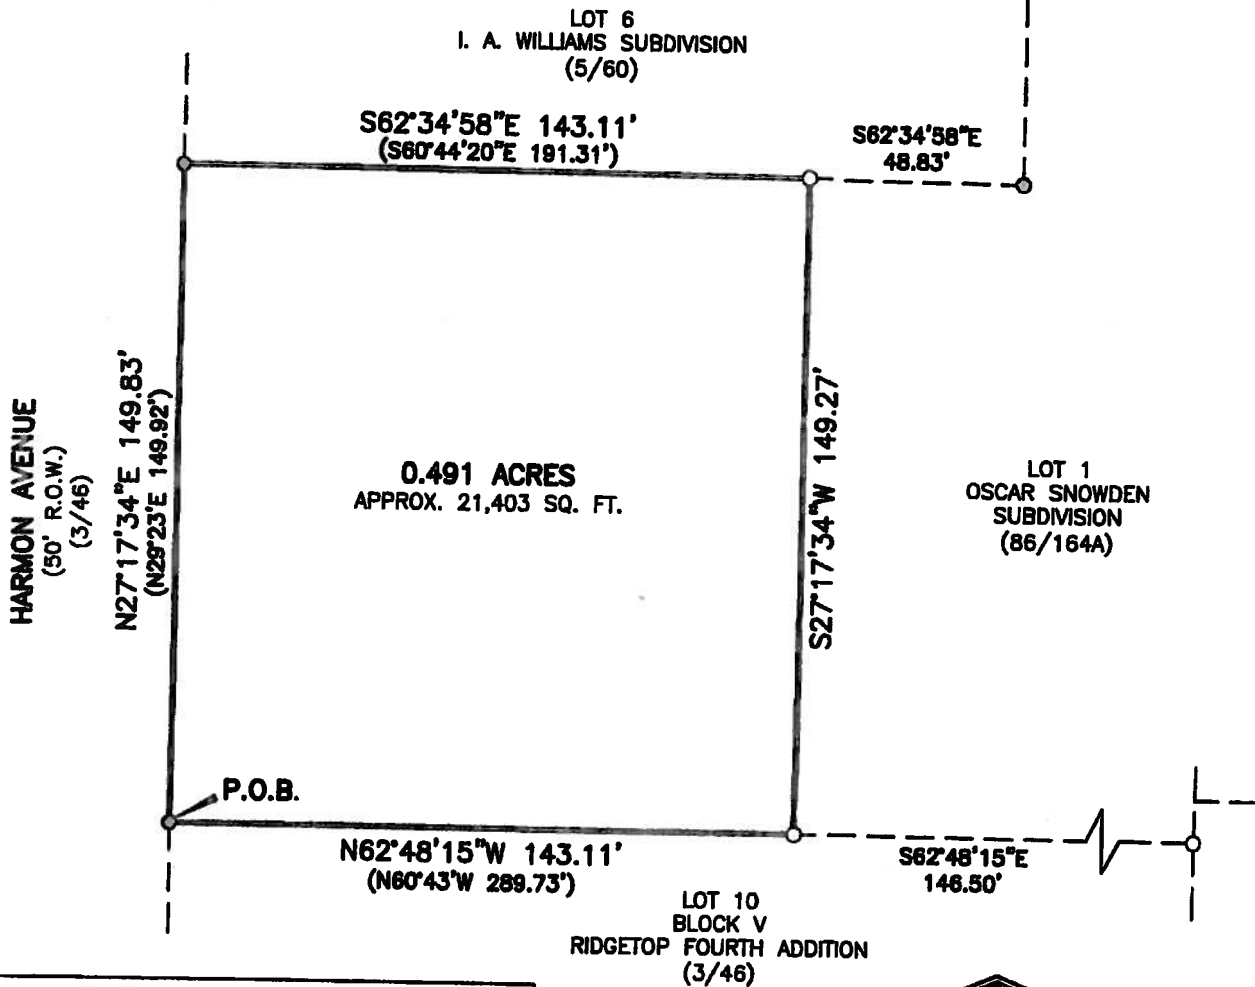 LOT 6
I. A. WILLIAMS SUBDIVISION
(5/60)
S62°34'58"E 143.11'
(S60°44'20"E 191.31')
S62°34'58"E
48.83'
HARMON AVENUE
(50' R.O.W.)
(3/46)
N27°17'34"E 149.83'
(N29°23'E 149.92')
0.491 ACRES
APPROX. 21,403 SQ. FT.
S27°17'34"W 149.27'
LOT 1
OSCAR SNOWDEN
SUBDIVISION
(86/164A)
P.O.B.
N62°48'15"W 143.11'
(N60°43'W 289.73')
S62°48'15"E
146.50'
LOT 10
BLOCK V
RIDGETOP FOURTH ADDITION
(3/46)